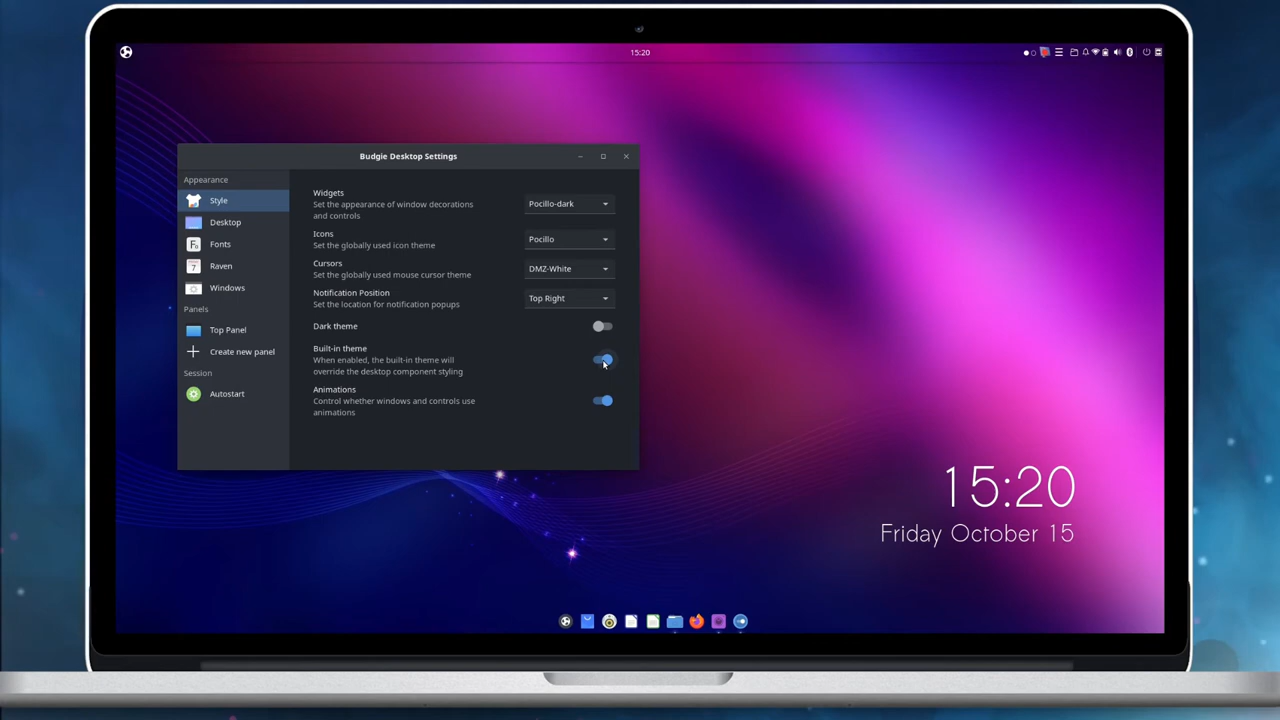 15:20
Budgie Desktop Settings
Appearance
Style
Desktop
Fonts
Raven
Windows
Panels
Top Panel
Create new panel
Session
Autostart
Widgets
Set the appearance of window decorations
and controls
Pocillo-dark
Icons
Set the globally used icon theme
Pocillo
Cursors
Set the globally used mouse cursor theme
DMZ-White
Notification Position
Set the location for notification popups
Top Right
Dark theme
Built-in theme
When enabled, the built-in theme will
override the desktop component styling
Animations
Control whether windows and controls use
animations
15:20
Friday October 15